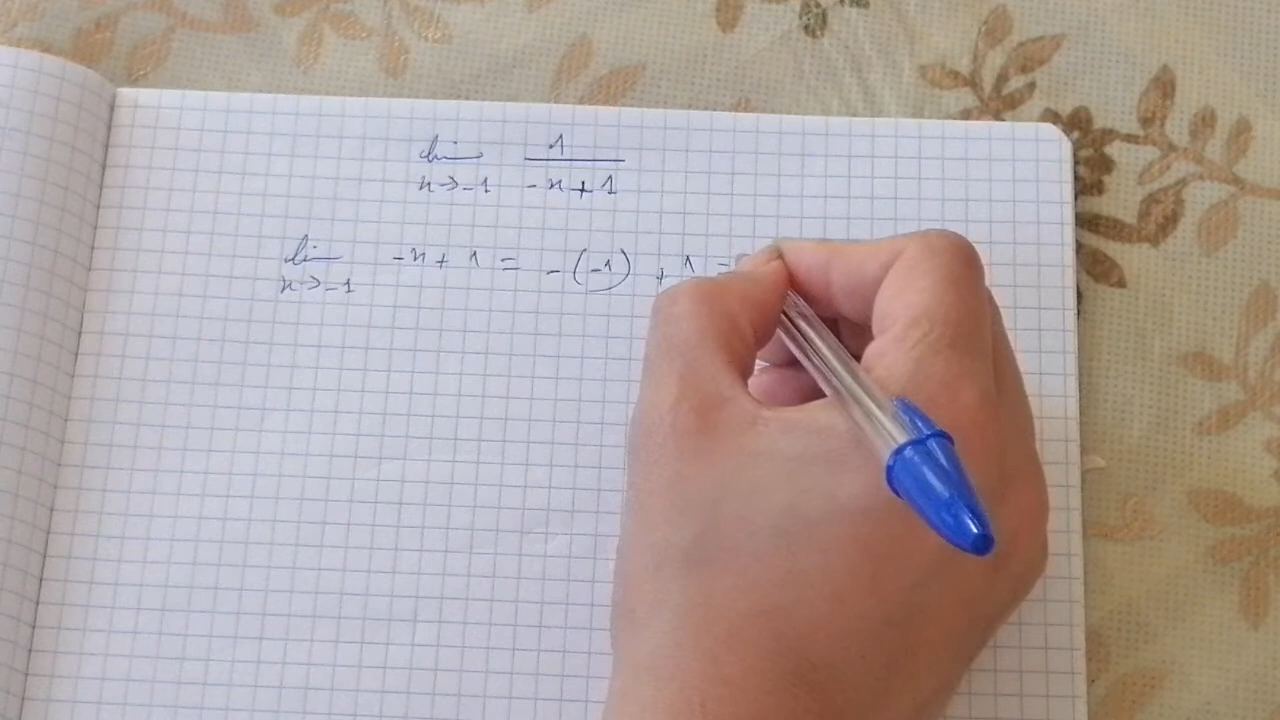 lim 1/(-x+1)
x→-1
lim -x+1 = -(-1) +1 =
x→-1